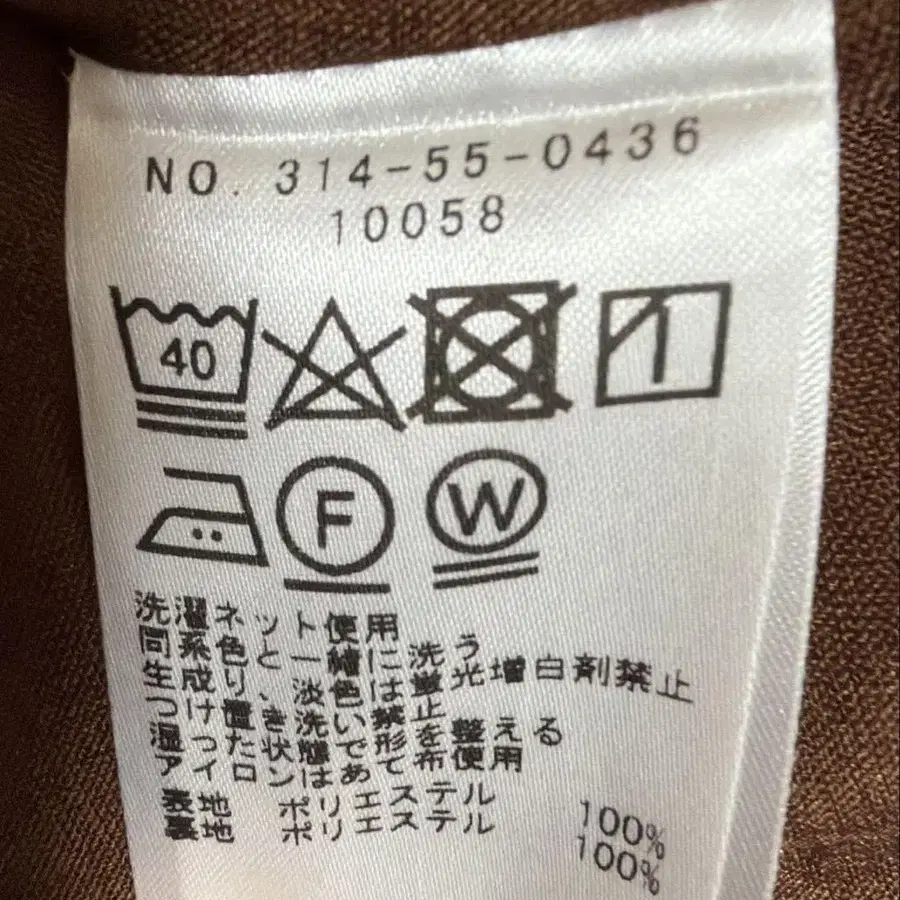 NO. 314-55-0436
10058
40
F
W
洗濯ネット使用
同系色と一緒に洗う
生成り、淡色は蛍光増白剤禁止
つけ置き洗い禁止
湿った状態で形を整える
アイロンはあて布使用
表地 ポリエステル 100%
裏地 ポリエステル 100%